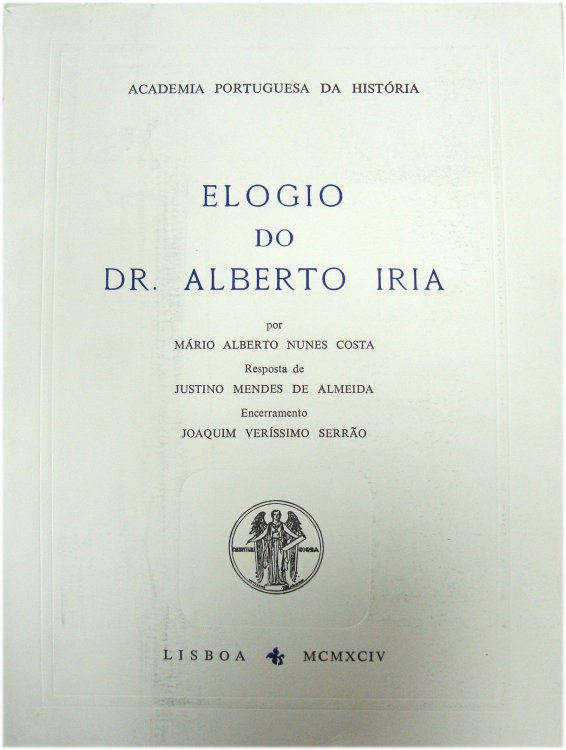 ACADEMIA PORTUGUESA DA HISTÓRIA
ELOGIO
DO
DR. ALBERTO IRIA
por
MÁRIO ALBERTO NUNES COSTA
Resposta de
JUSTINO MENDES DE ALMEIDA
Encerramento
JOAQUIM VERÍSSIMO SERRÃO
LISBOA MCMXCIV